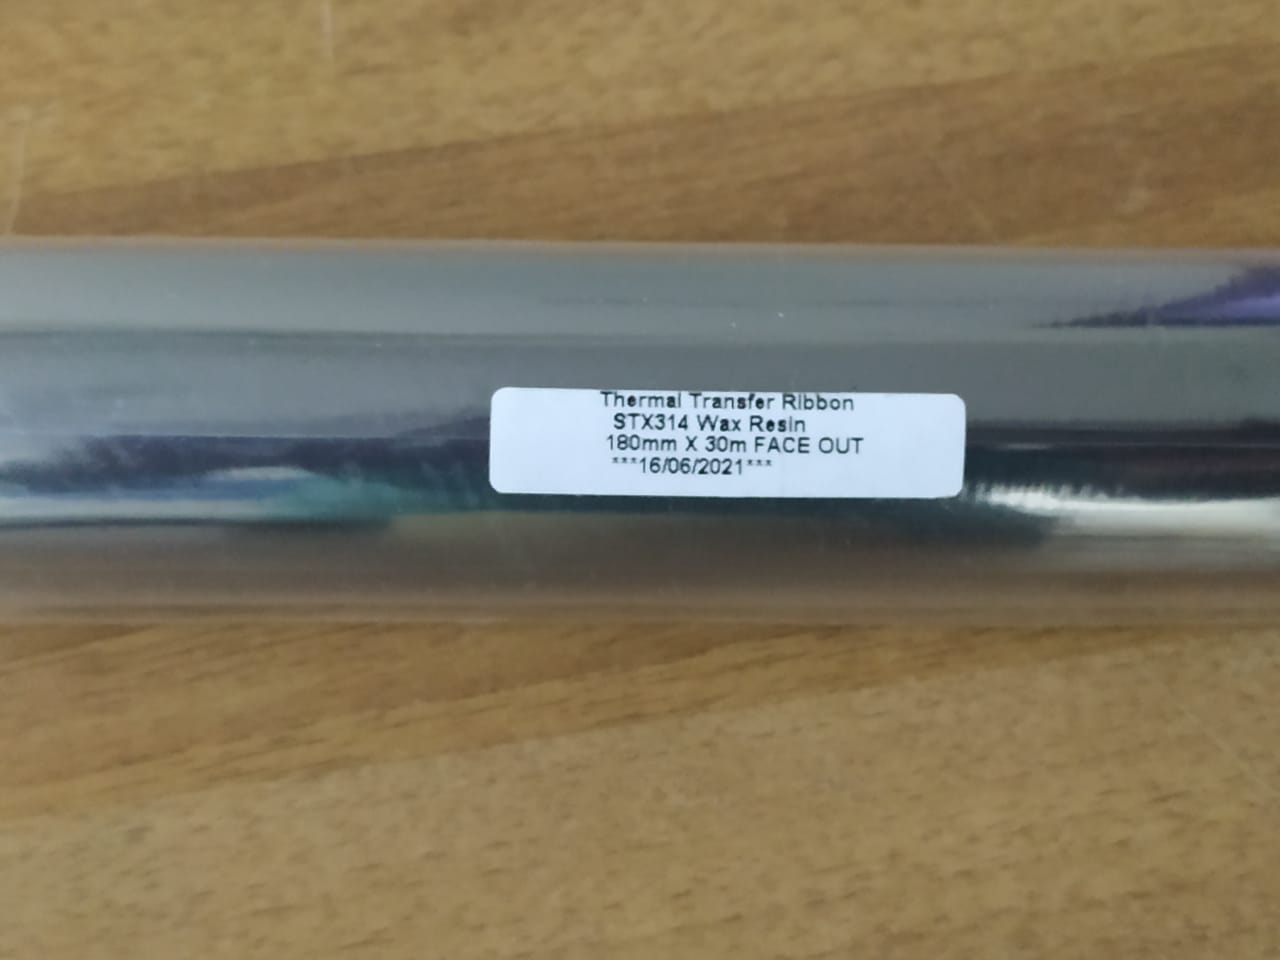 Thermal Transfer Ribbon
STX314 Wax Resin
180mm X 30m FACE OUT
***16/06/2021***